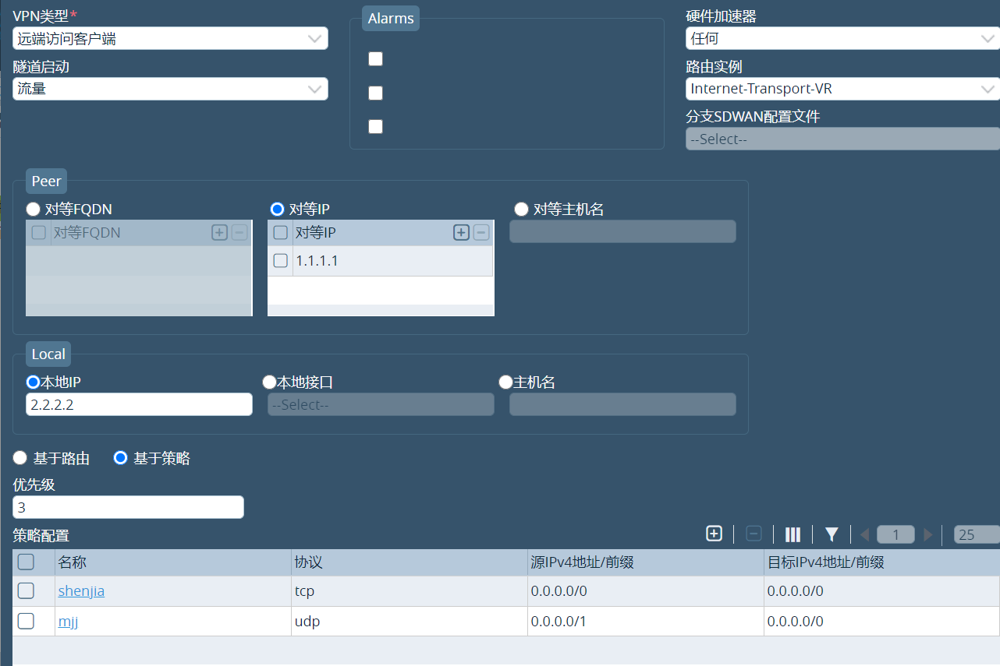 VPN类型*
远端访问客户端
隧道启动
流量
Alarms
硬件加速器
任何
路由实例
Internet-Transport-VR
分支SDWAN配置文件
--Select--
Peer
对等FQDN
对等FQDN
对等IP
对等IP
1.1.1.1
对等主机名
Local
本地IP
2.2.2.2
本地接口
--Select--
主机名
基于路由 基于策略
优先级
3
策略配置
1 25
名称 协议 源IPv4地址/前缀 目标IPv4地址/前缀
shenjia tcp 0.0.0.0/0 0.0.0.0/0
mjj udp 0.0.0.0/1 0.0.0.0/0